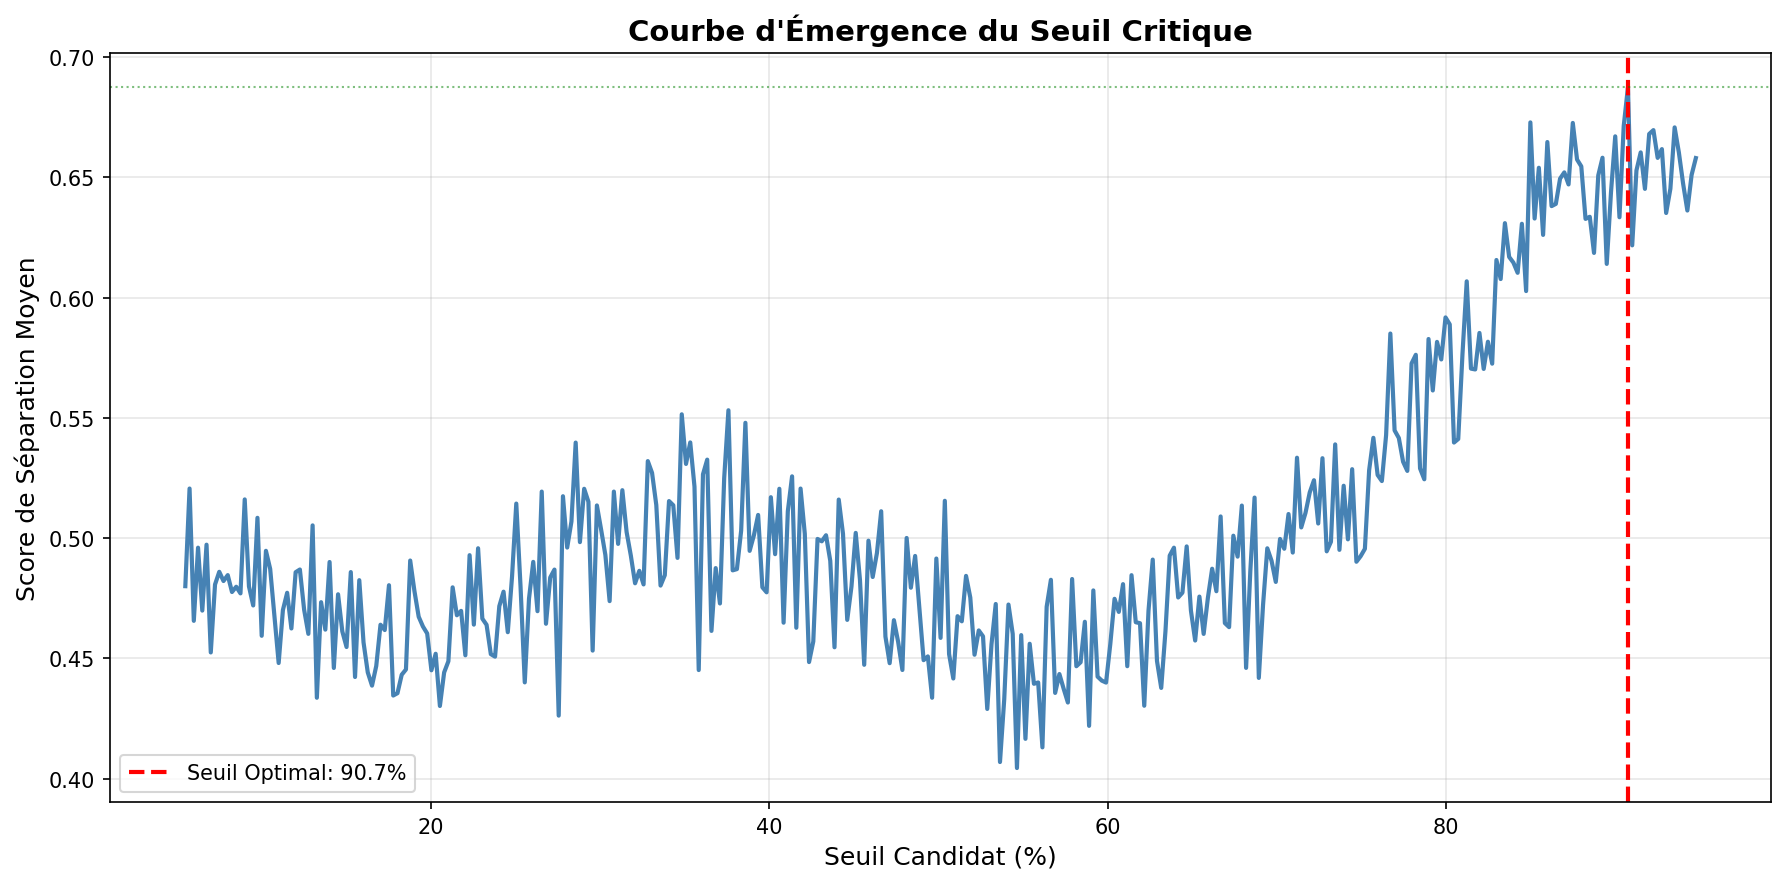 Courbe d'Émergence du Seuil Critique
Score de Séparation Moyen
0.70
0.65
0.60
0.55
0.50
0.45
0.40
Seuil Optimal: 90.7%
20 40 60 80
Seuil Candidat (%)